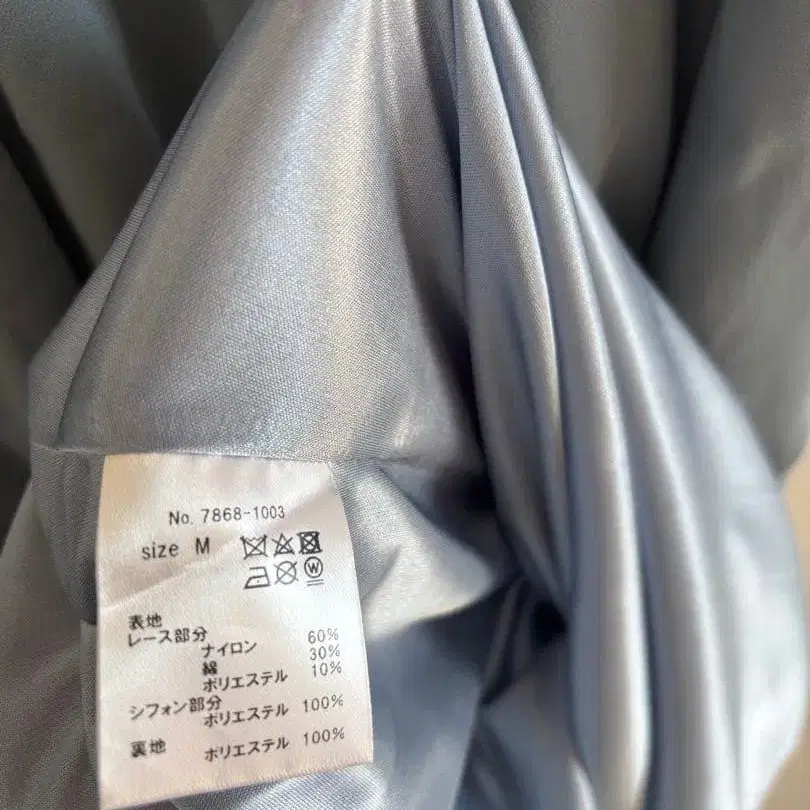 No. 7868-1003
size M
W
表地
レース部分
ナイロン 60%
綿 30%
ポリエステル 10%
シフォン部分
ポリエステル 100%
裏地 ポリエステル 100%